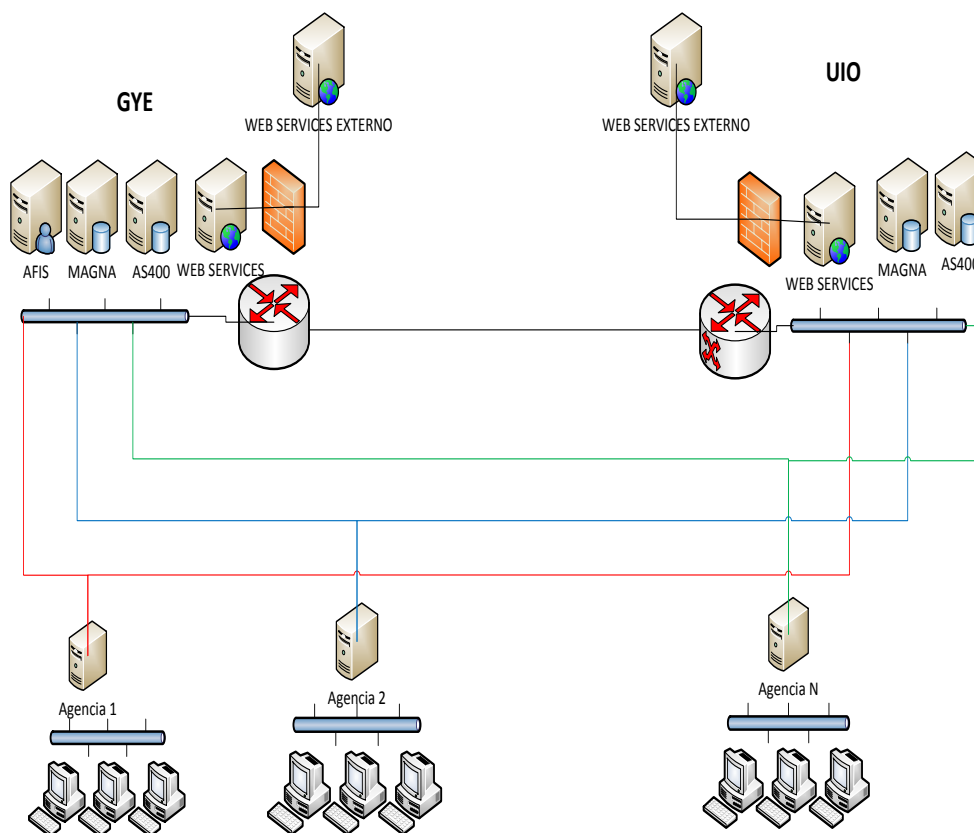 GYE
UIO
WEB SERVICES EXTERNO
WEB SERVICES EXTERNO
AFIS
MAGNA
AS400
WEB SERVICES
WEB SERVICES
MAGNA
AS400
Agencia 1
Agencia 2
Agencia N